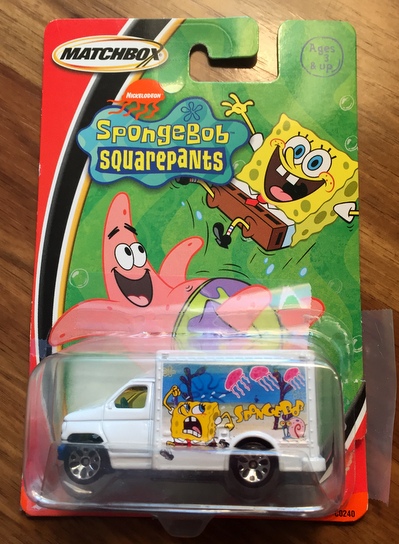 MATCHBOX
Ages
3
& up
NICKELODEON
SpongeBob
SQUAREPANTS
SPONGEBOB